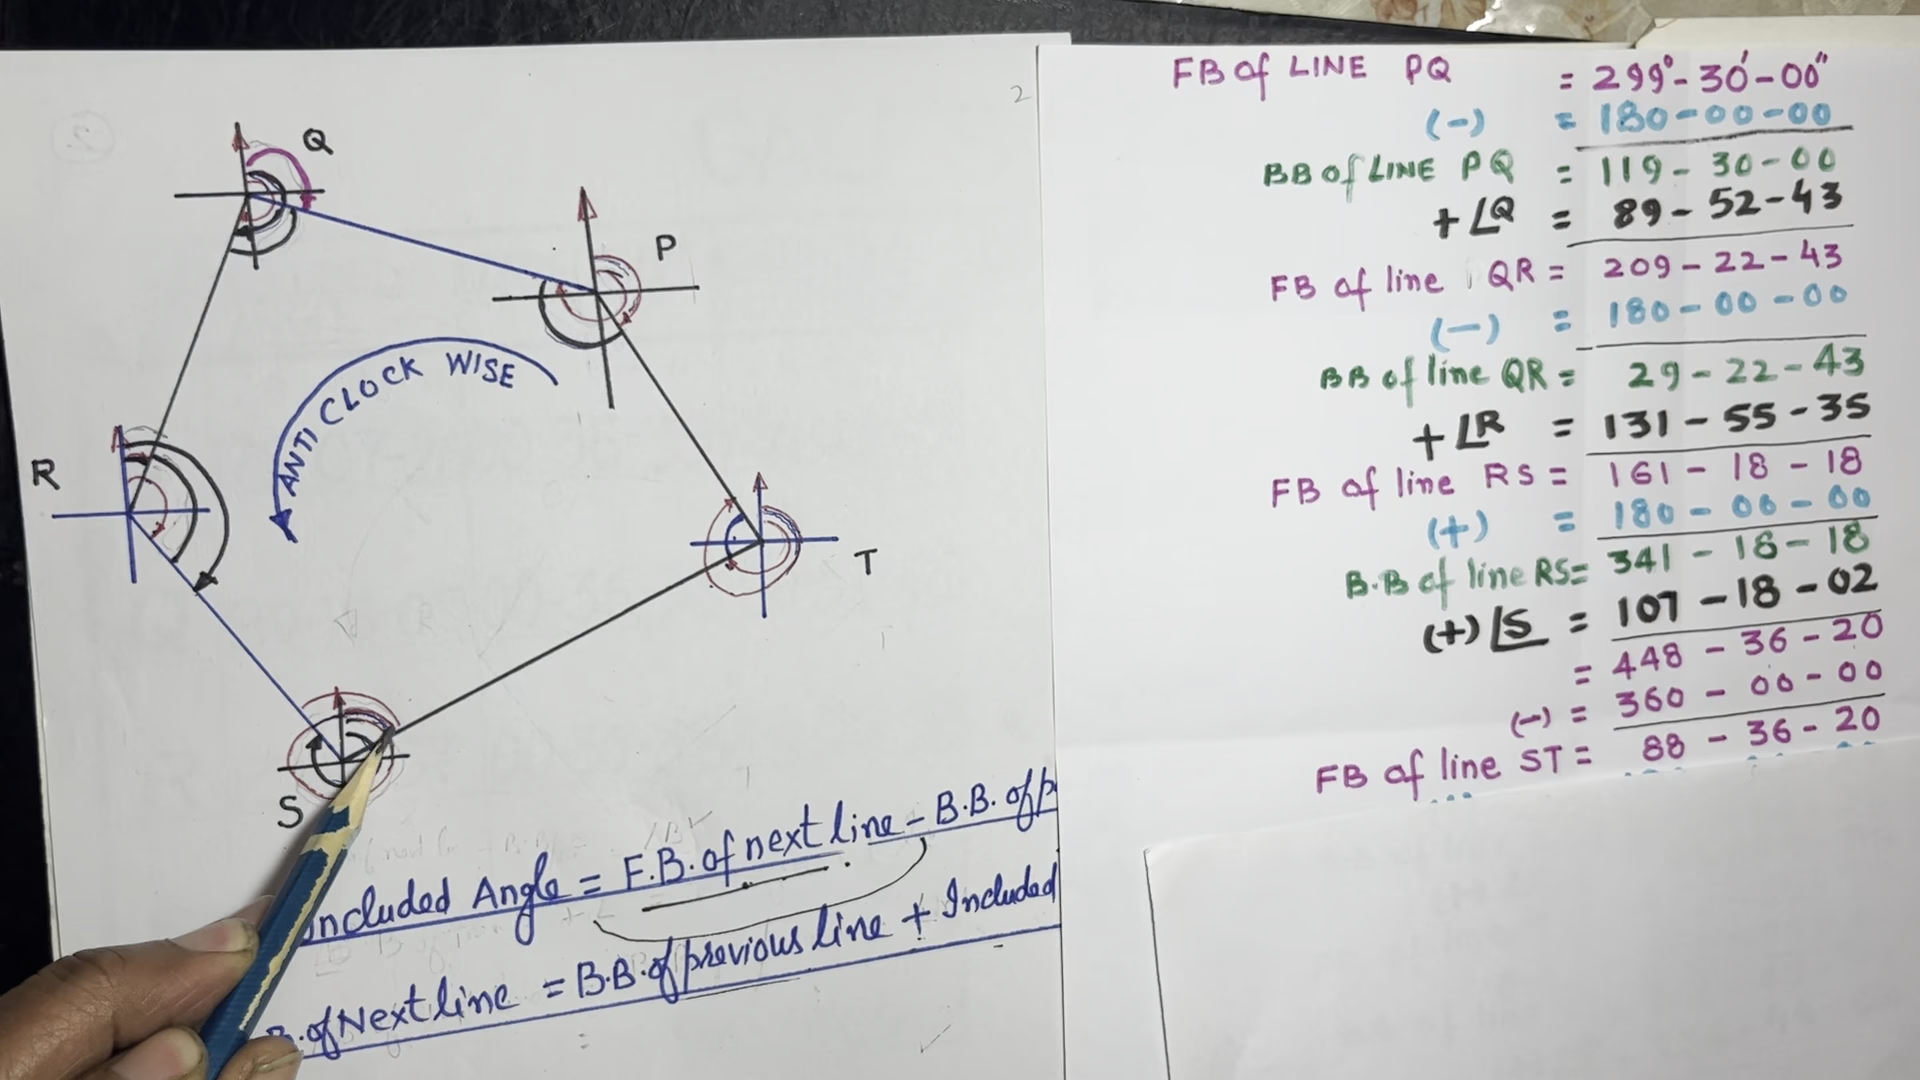 2
Q
P
ANTI CLOCK WISE
R
T
S
Included Angle = F.B. of next line - B.B. of p
B. of Next line = B.B. of previous line + Included
FB of LINE PQ = 299°- 30'- 00"
(-) = 180-00-00
BB of LINE PQ = 119- 30-00
+∠Q = 89- 52-43
FB of line QR = 209-22-43
(-) = 180-00-00
BB of line QR = 29-22-43
+∠R = 131-55-35
FB of line RS = 161 - 18 - 18
(+) = 180-00-00
B.B of line RS= 341-18-18
(+)∠S = 107-18-02
= 448-36-20
(-) = 360-00-00
FB of line ST = 88-36-20